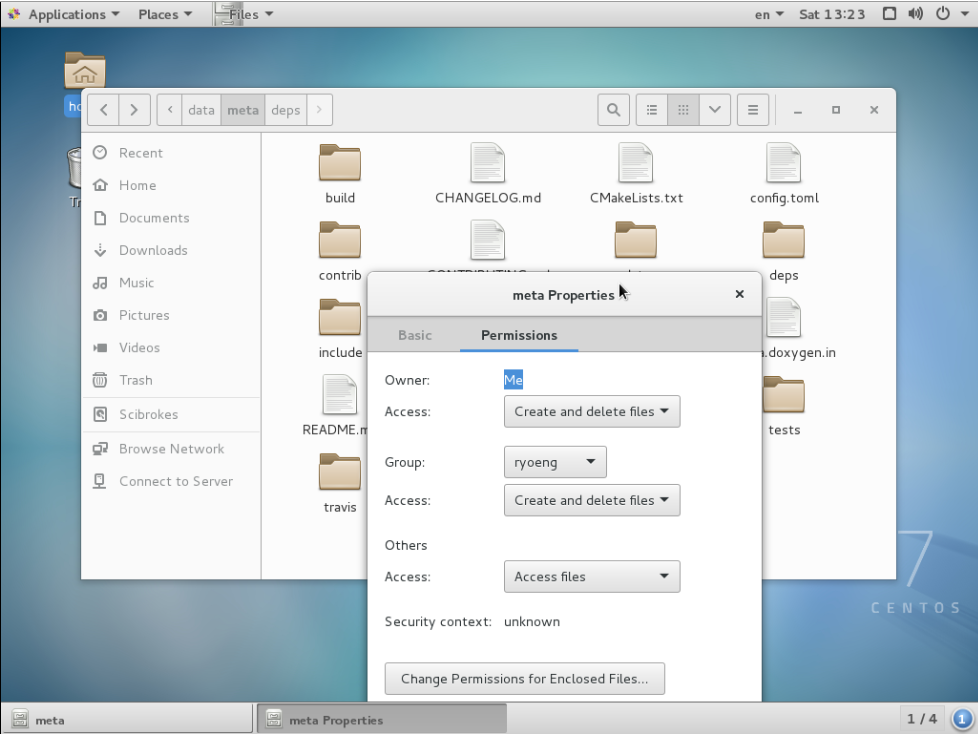 Applications Places Files en Sat 13:23
data meta deps
Recent
Home
Documents
Downloads
Music
Pictures
Videos
Trash
Scibrokes
Browse Network
Connect to Server
build CHANGELOG.md CMakeLists.txt config.toml
contrib deps
include doxygen.in
tests
travis
meta Properties
Basic Permissions
Owner: Me
Access: Create and delete files
Group: ryoeng
Access: Create and delete files
Others
Access: Access files
Security context: unknown
Change Permissions for Enclosed Files...
7
CENTOS
meta meta Properties 1 / 4 1